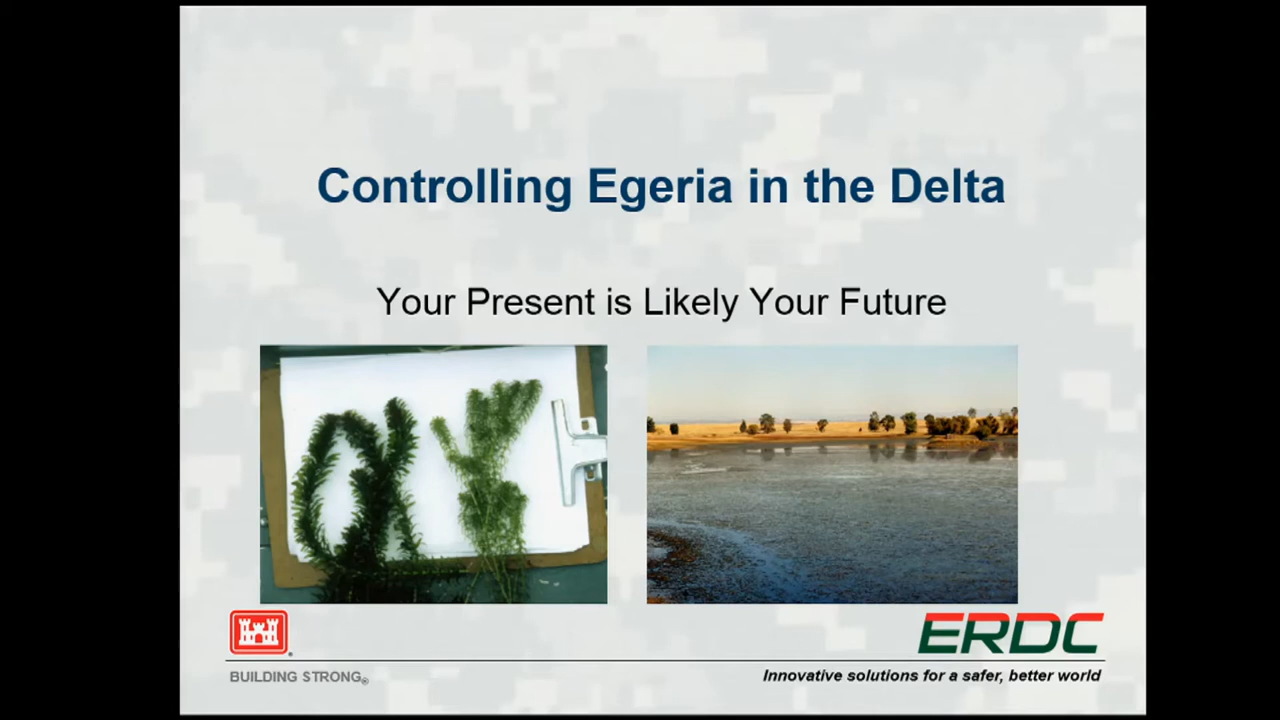 Controlling Egeria in the Delta
Your Present is Likely Your Future
ERDC
BUILDING STRONG®
Innovative solutions for a safer, better world